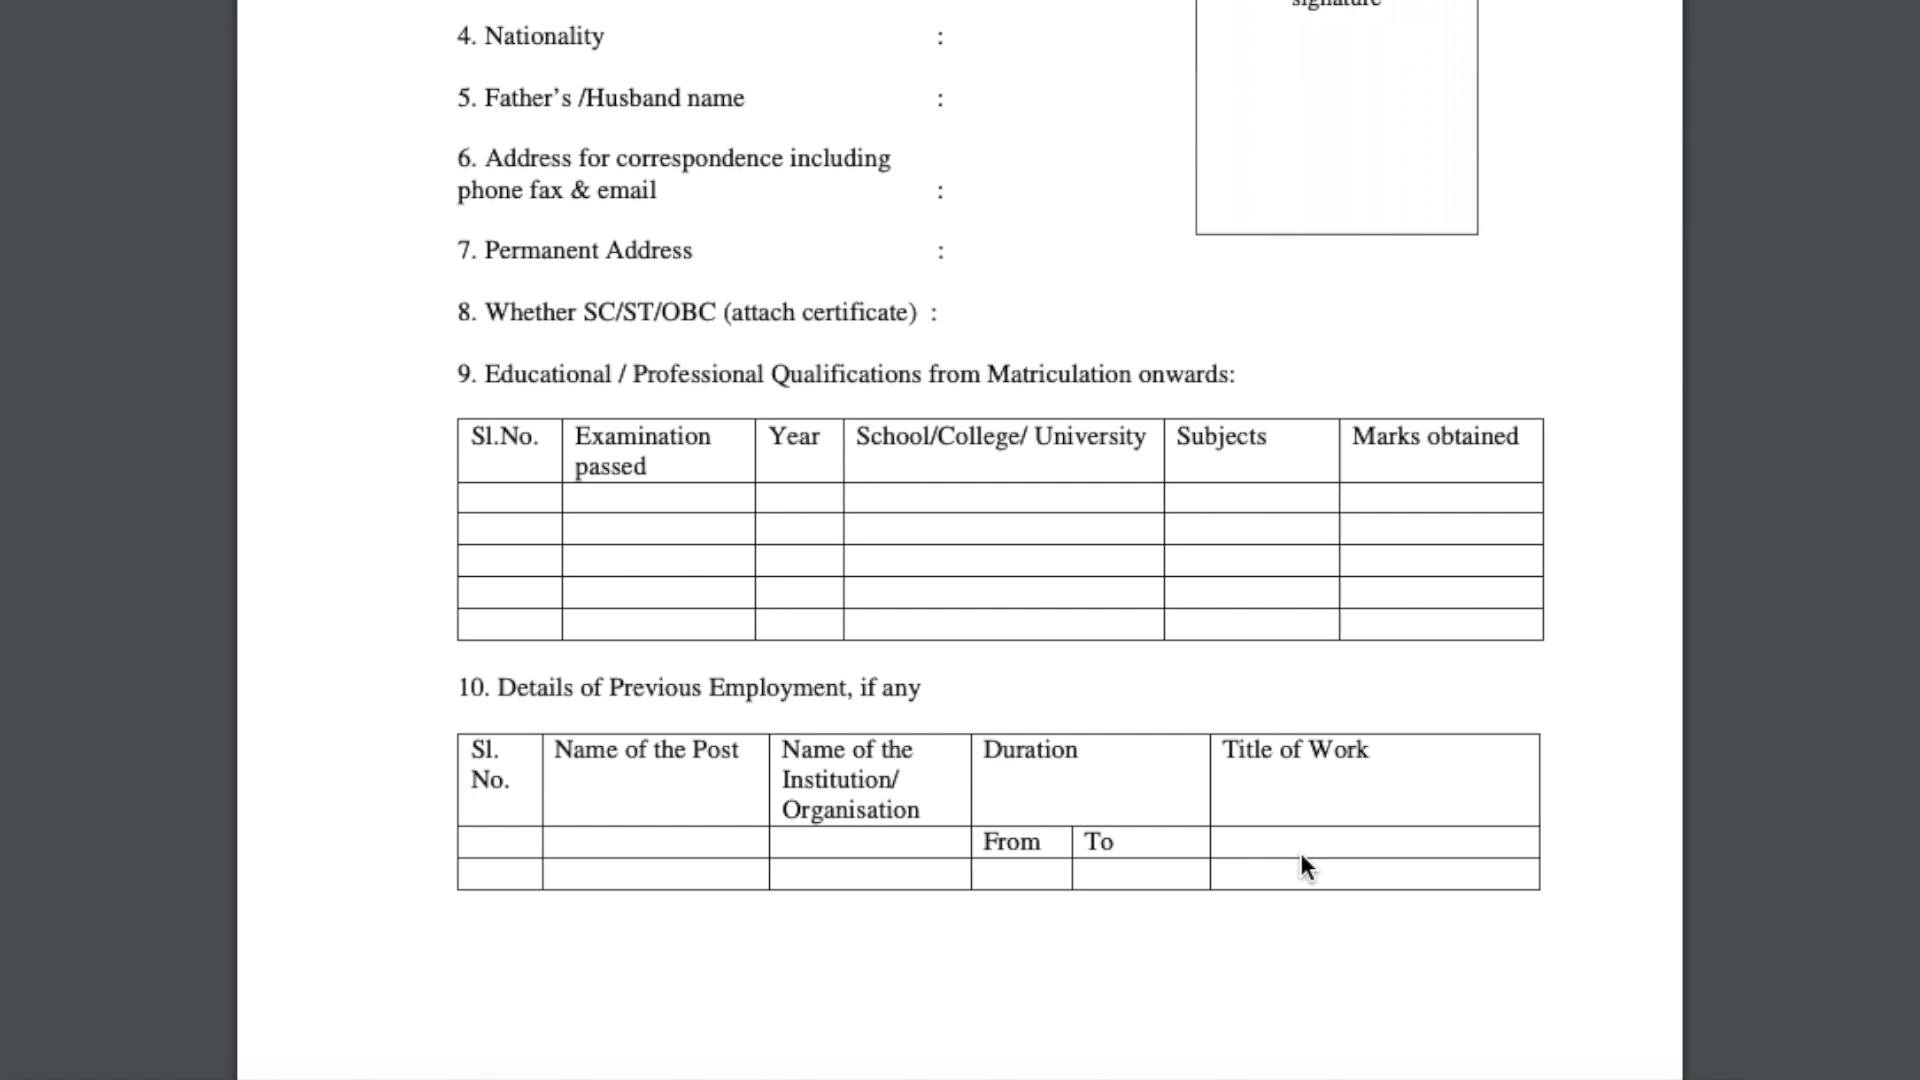 signature
4. Nationality :
5. Father’s /Husband name :
6. Address for correspondence including
phone fax & email :
7. Permanent Address :
8. Whether SC/ST/OBC (attach certificate) :
9. Educational / Professional Qualifications from Matriculation onwards:
Sl.No. Examination Year School/College/ University Subjects Marks obtained
passed
10. Details of Previous Employment, if any
Sl. Name of the Post Name of the Duration Title of Work
No. Institution/
Organisation
From To